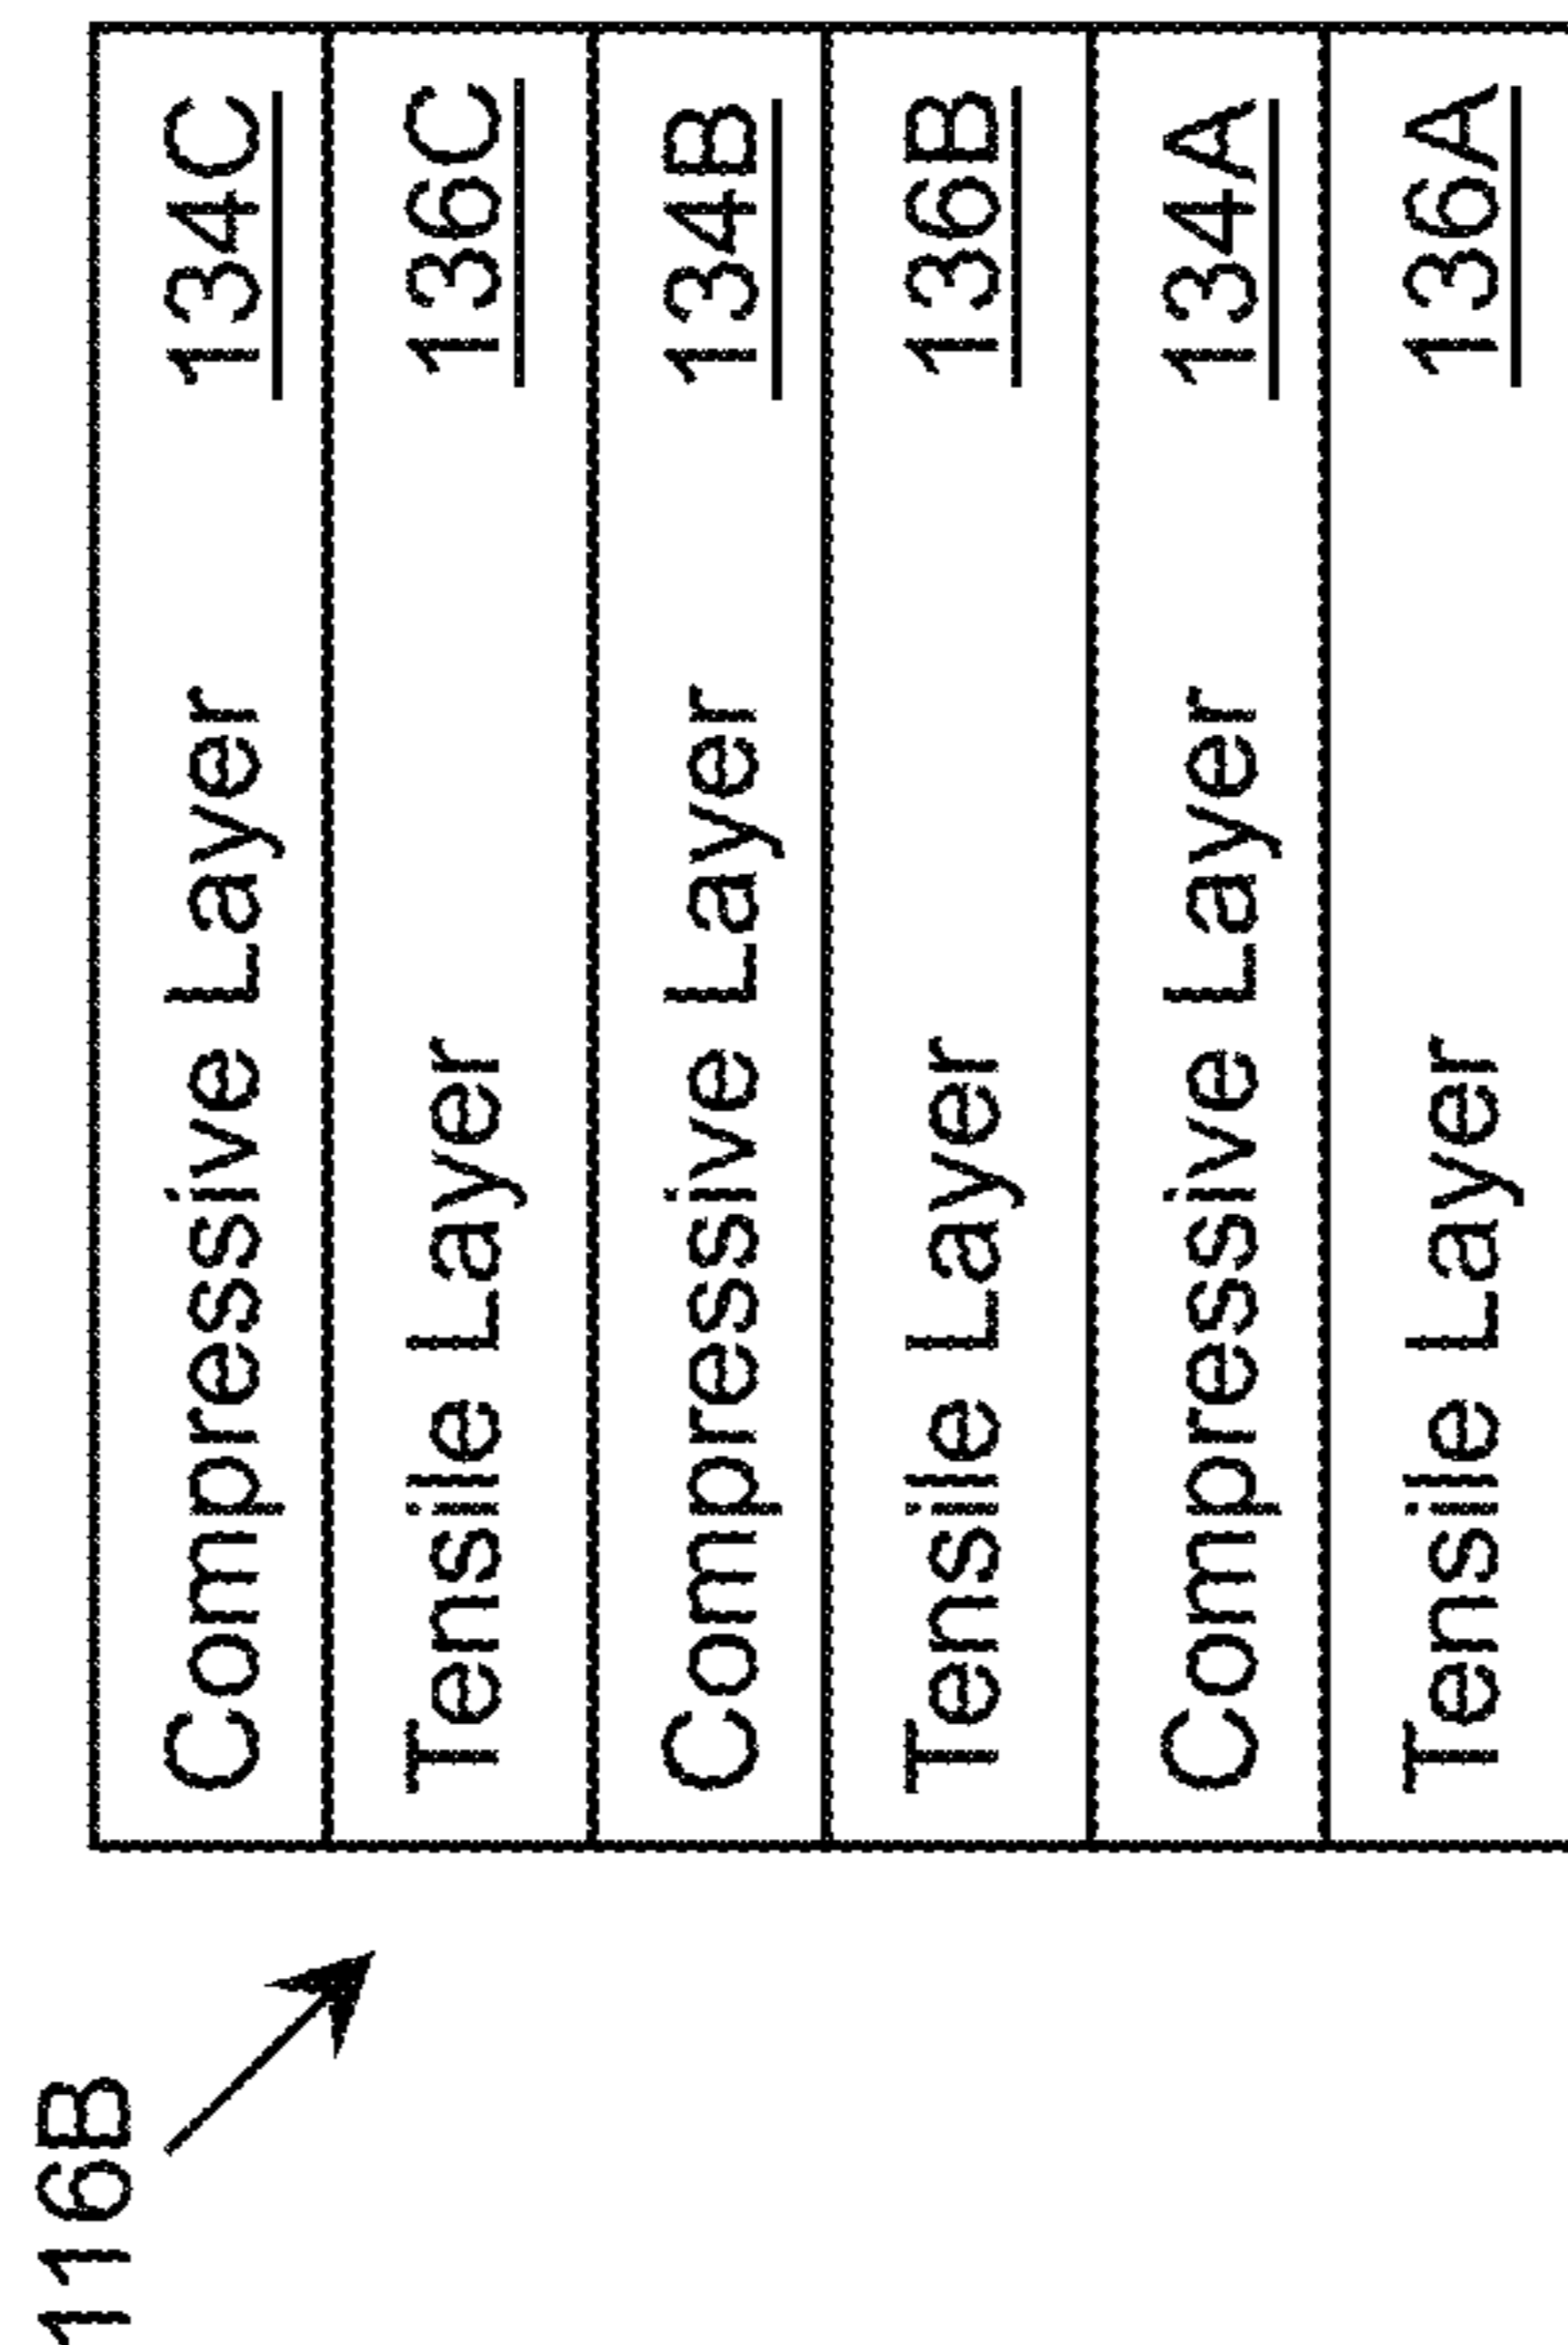 116B
Compressive Layer 134C
Tensile Layer 136C
Compressive Layer 134B
Tensile Layer 136B
Compressive Layer 134A
Tensile Layer 136A